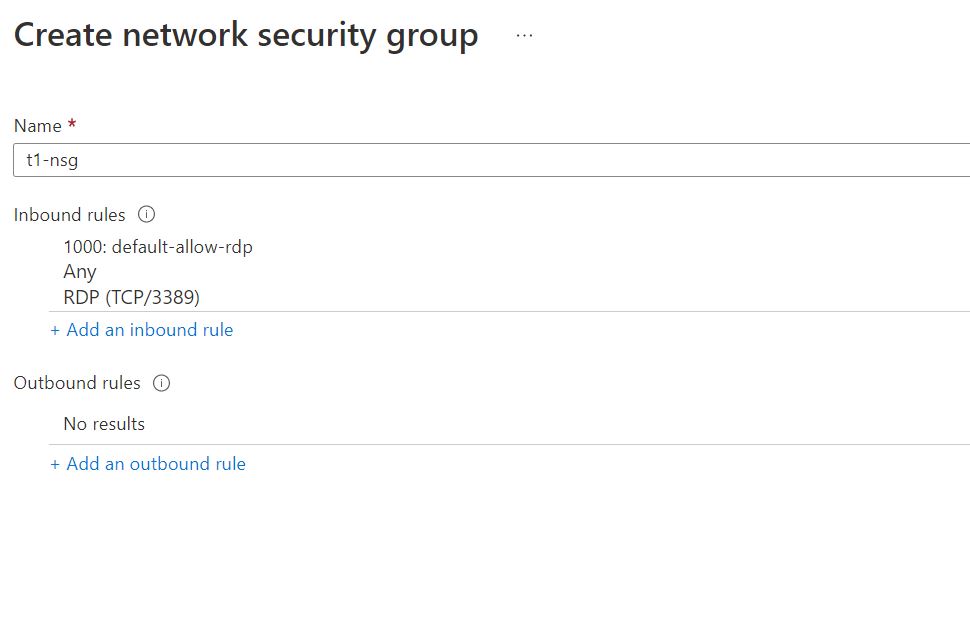 Create network security group ...
Name *
t1-nsg
Inbound rules
1000: default-allow-rdp
Any
RDP (TCP/3389)
+ Add an inbound rule
Outbound rules
No results
+ Add an outbound rule